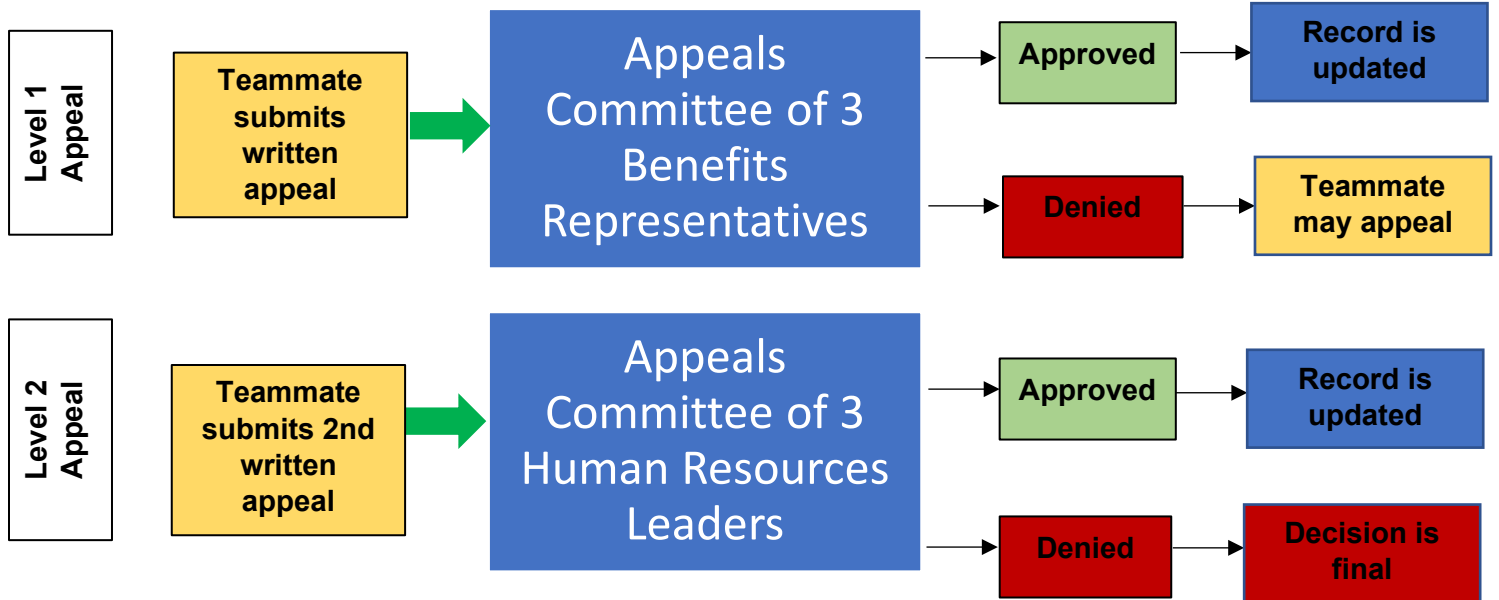 Level 1
Appeal
Teammate
submits
written
appeal
Appeals
Committee of 3
Benefits
Representatives
Approved
Record is
updated
Denied
Teammate
may appeal
Level 2
Appeal
Teammate
submits 2nd
written
appeal
Appeals
Committee of 3
Human Resources
Leaders
Approved
Record is
updated
Denied
Decision is
final